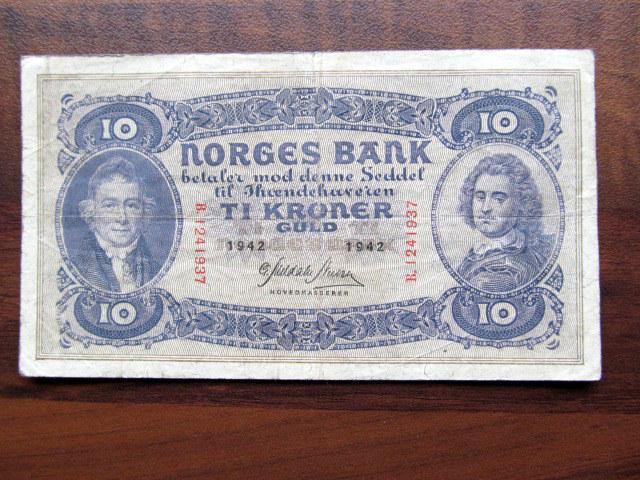 10 10
NORGES BANK
betaler mod denne Seddel
til Ihændehaveren
TI KRONER
GULD
1942 1942
R.1241937
R.1241937
HOVEDKASSERER
10 10